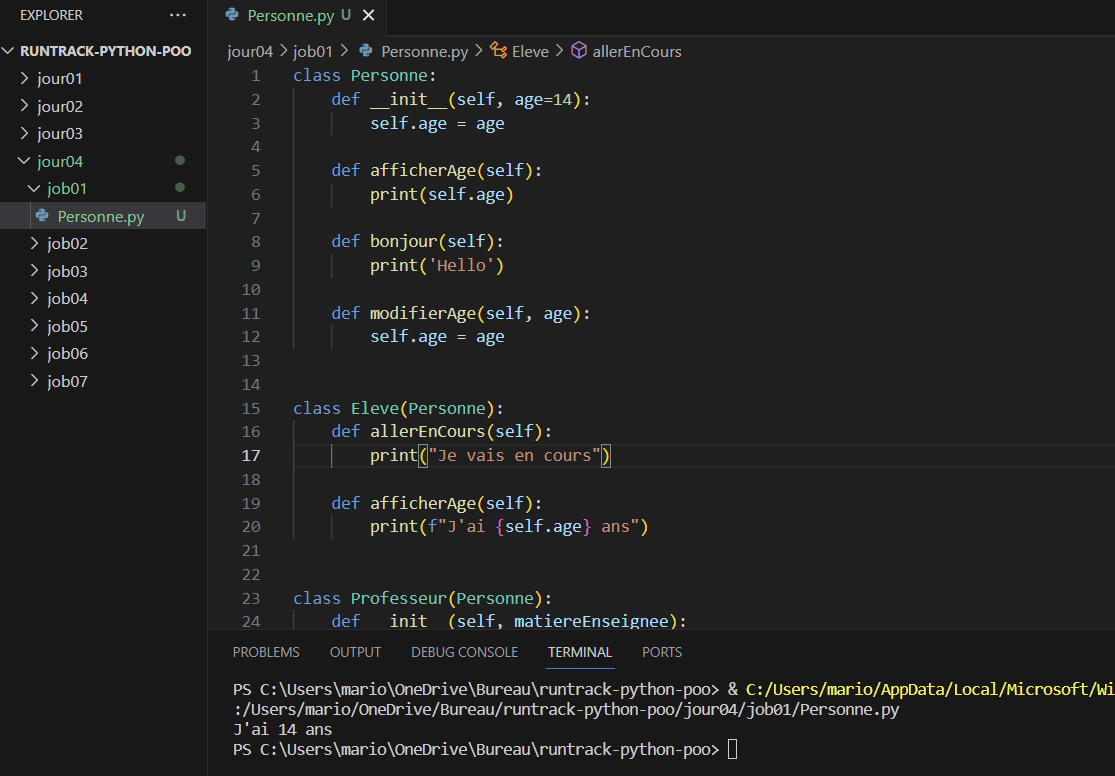 EXPLORER ...
RUNTRACK-PYTHON-POO
jour01
jour02
jour03
jour04
job01
Personne.py U
job02
job03
job04
job05
job06
job07
Personne.py U
jour04 > job01 > Personne.py > Eleve > allerEnCours
1 class Personne:
2 def __init__(self, age=14):
3 self.age = age
4
5 def afficherAge(self):
6 print(self.age)
7
8 def bonjour(self):
9 print('Hello')
10
11 def modifierAge(self, age):
12 self.age = age
13
14
15 class Eleve(Personne):
16 def allerEnCours(self):
17 print("Je vais en cours")
18
19 def afficherAge(self):
20 print(f"J'ai {self.age} ans")
21
22
23 class Professeur(Personne):
24 def __init__(self, matiereEnseignee):
PROBLEMS OUTPUT DEBUG CONSOLE TERMINAL PORTS
PS C:\Users\mario\OneDrive\Bureau\runtrack-python-poo> & C:/Users/mario/AppData/Local/Microsoft/Wi
:/Users/mario/OneDrive/Bureau/runtrack-python-poo/jour04/job01/Personne.py
J'ai 14 ans
PS C:\Users\mario\OneDrive\Bureau\runtrack-python-poo>